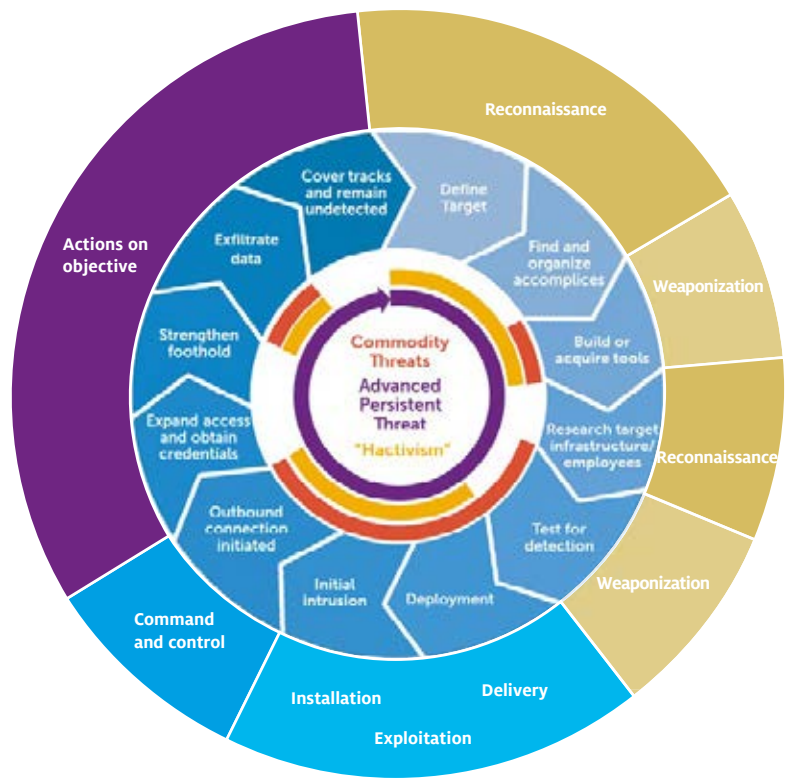 Reconnaissance
Weaponization
Reconnaissance
Weaponization
Delivery
Installation
Exploitation
Command
and control
Actions on
objective
Define
Target
Find and
organize
accomplices
Build or
acquire tools
Research target
infrastructure/
employees
Test for
detection
Deployment
Initial
intrusion
Outbound
connection
initiated
Expand access
and obtain
credentials
Strengthen
foothold
Exfiltrate
data
Cover tracks
and remain
undetected
Commodity
Threats
Advanced
Persistent
Threat
"Hactivism"